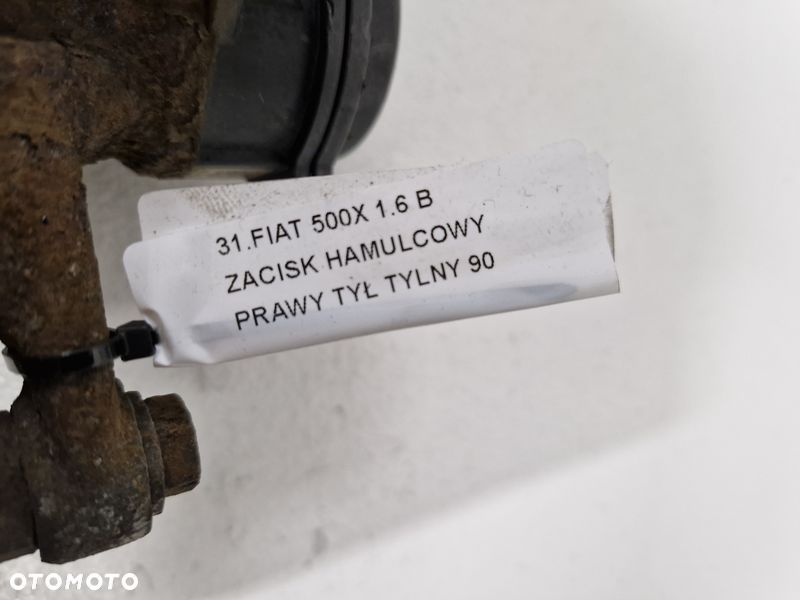 31.FIAT 500X 1.6 B
ZACISK HAMULCOWY
PRAWY TYŁ TYLNY 90
OTOMOTO